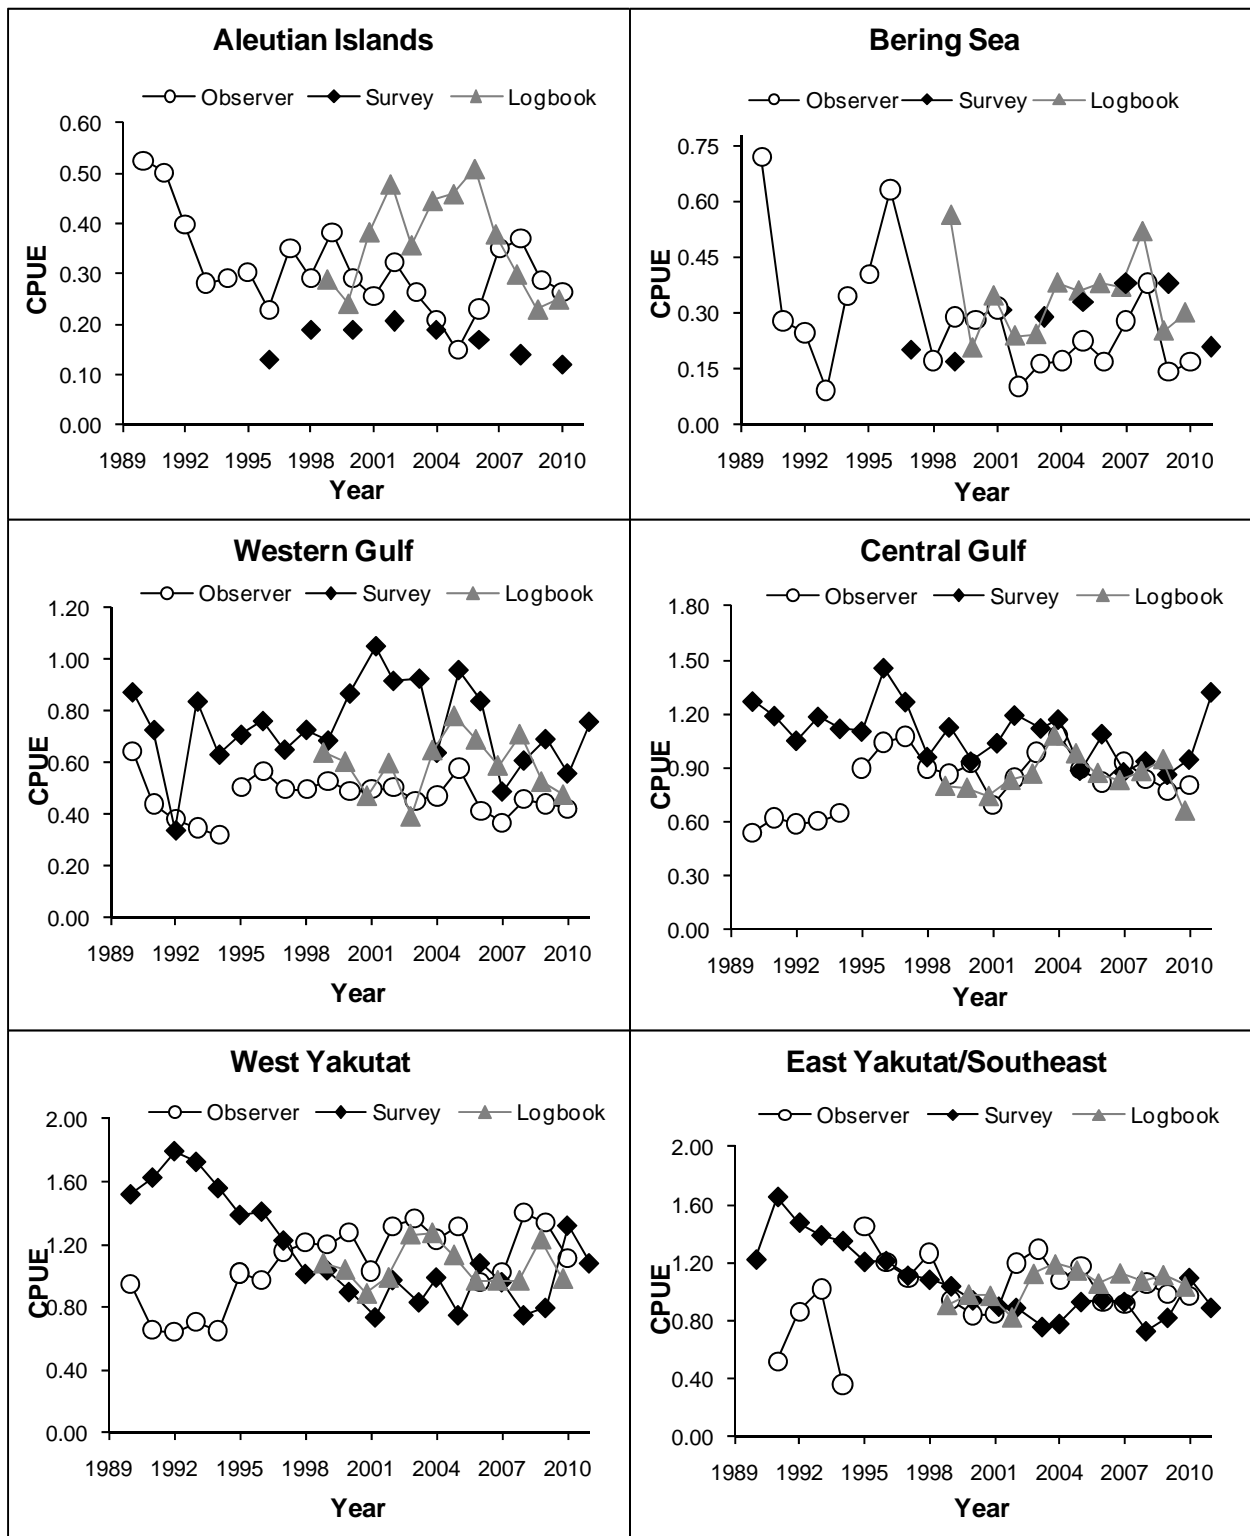 Aleutian Islands
Observer Survey Logbook
0.60
0.50
0.40
0.30
0.20
0.10
0.00
CPUE
1989 1992 1995 1998 2001 2004 2007 2010
Year
Bering Sea
Observer Survey Logbook
0.75
0.60
0.45
0.30
0.15
0.00
CPUE
1989 1992 1995 1998 2001 2004 2007 2010
Year
Western Gulf
Observer Survey Logbook
1.20
1.00
0.80
0.60
0.40
0.20
0.00
CPUE
1989 1992 1995 1998 2001 2004 2007 2010
Year
Central Gulf
Observer Survey Logbook
1.80
1.50
1.20
0.90
0.60
0.30
0.00
CPUE
1989 1992 1995 1998 2001 2004 2007 2010
Year
West Yakutat
Observer Survey Logbook
2.00
1.60
1.20
0.80
0.40
0.00
CPUE
1989 1992 1995 1998 2001 2004 2007 2010
Year
East Yakutat/Southeast
Observer Survey Logbook
2.00
1.60
1.20
0.80
0.40
0.00
CPUE
1989 1992 1995 1998 2001 2004 2007 2010
Year